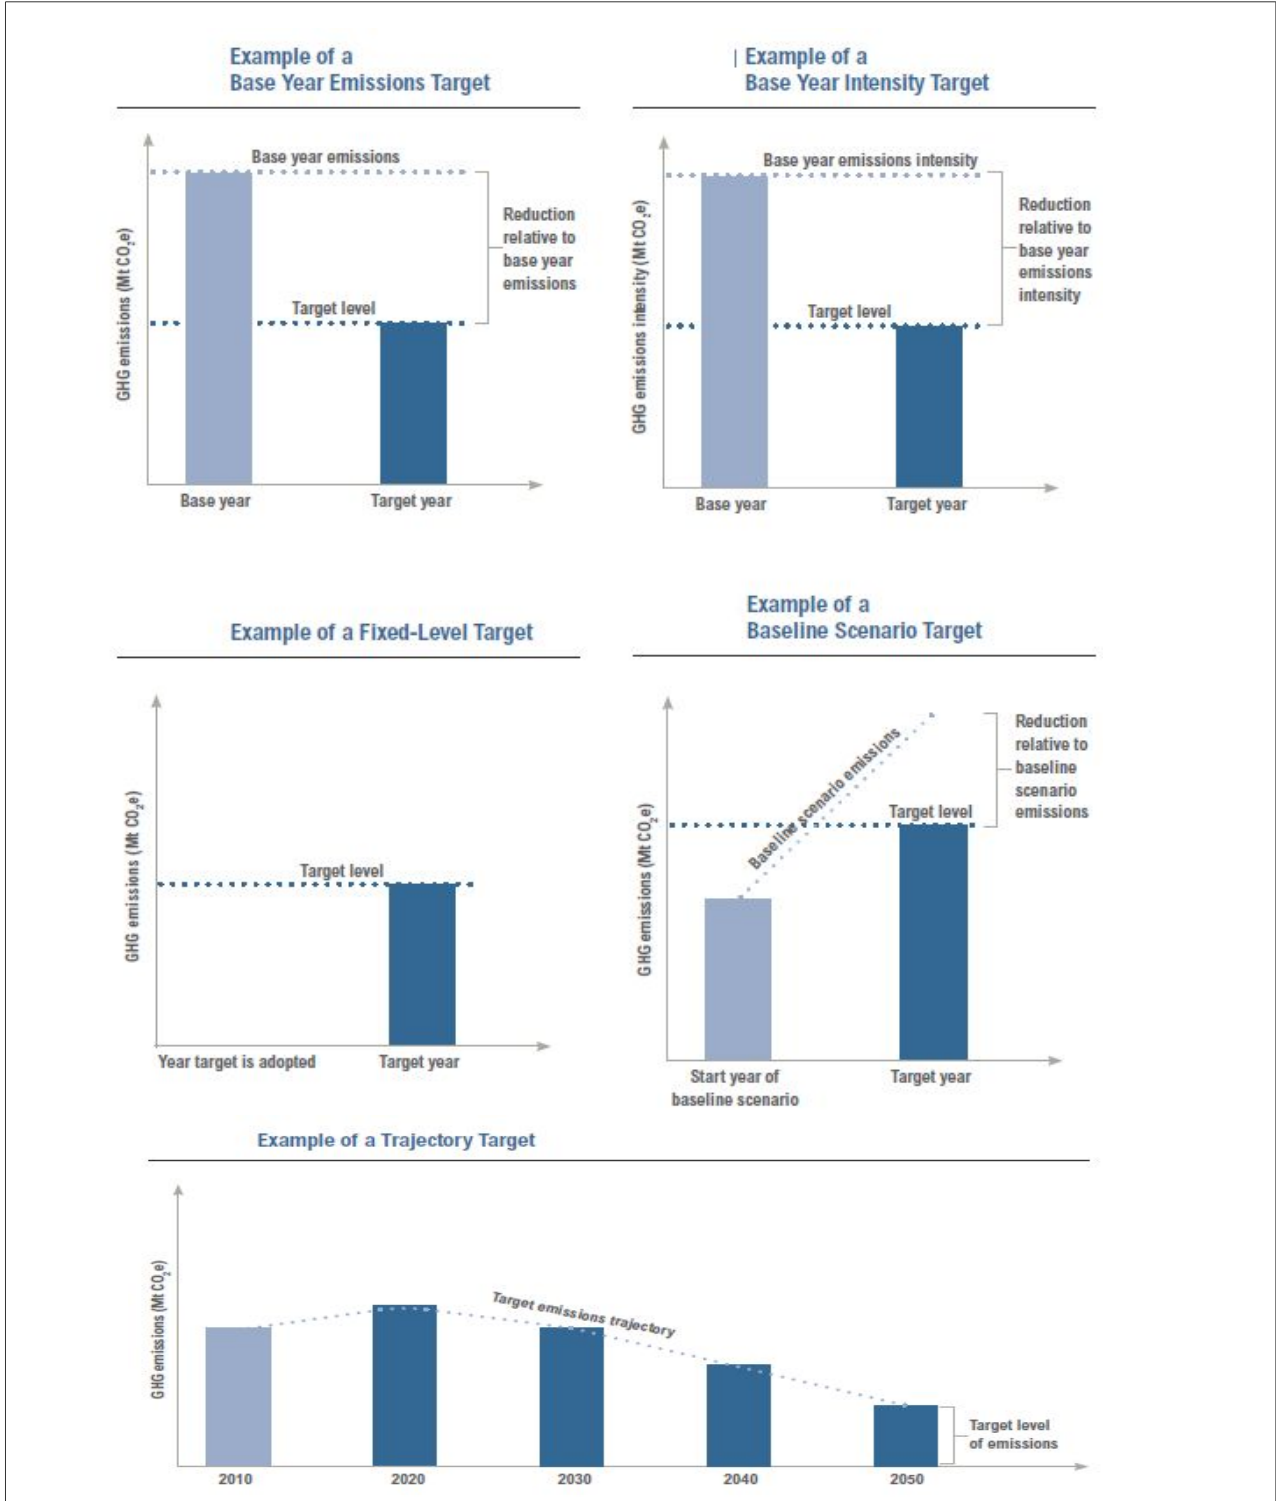 Example of a
Base Year Emissions Target
GHG emissions (Mt CO₂e)
Base year emissions
Reduction
relative to
base year
emissions
Target level
Base year
Target year
| Example of a
Base Year Intensity Target
GHG emissions intensity (Mt CO₂e)
Base year emissions intensity
Reduction
relative to
base year
emissions
intensity
Target level
Base year
Target year
Example of a Fixed-Level Target
GHG emissions (Mt CO₂e)
Target level
Year target is adopted
Target year
Example of a
Baseline Scenario Target
GHG emissions (Mt CO₂e)
Baseline scenario emissions
Reduction
relative to
baseline
scenario
emissions
Target level
Start year of
baseline scenario
Target year
Example of a Trajectory Target
GHG emissions (Mt CO₂e)
Target emissions trajectory
Target level
of emissions
2010
2020
2030
2040
2050